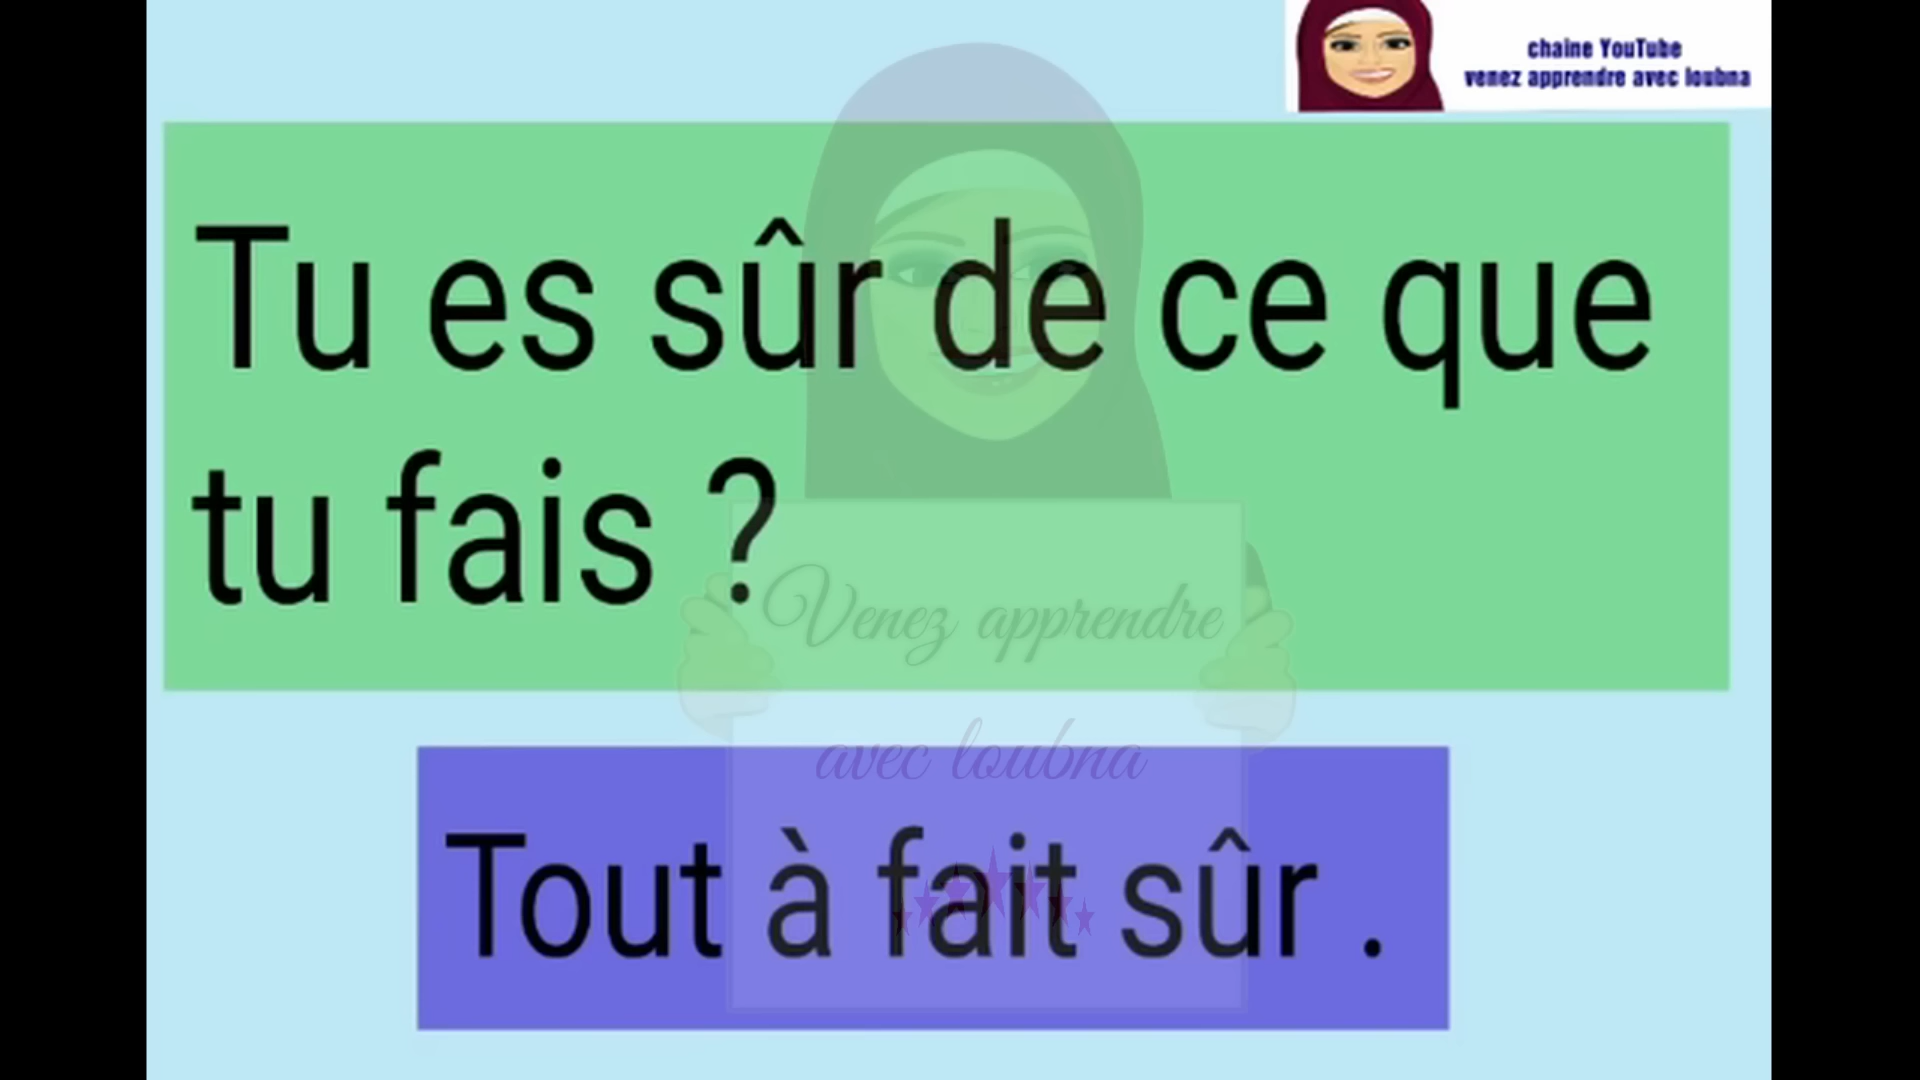 chaine YouTube
venez apprendre avec loubna
Tu es sûr de ce que
tu fais ?
Venez apprendre
avec loubna
Tout à fait sûr .